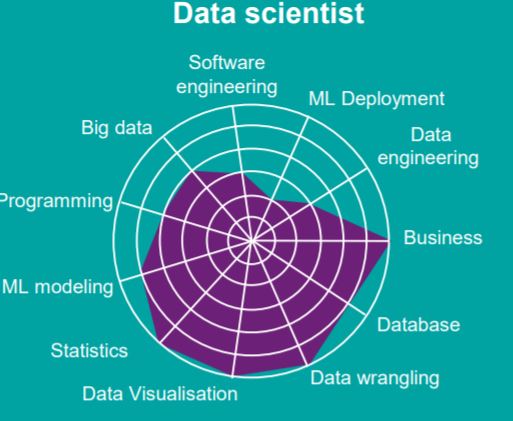 Data scientist
Software
engineering
ML Deployment
Big data
Data
engineering
Programming
Business
ML modeling
Database
Statistics
Data wrangling
Data Visualisation